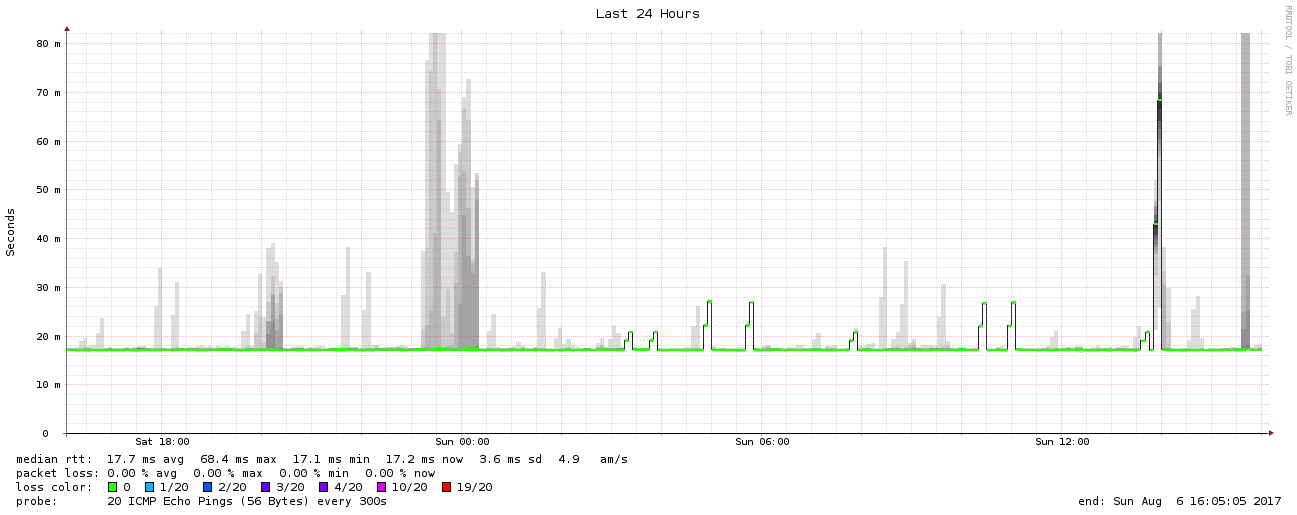 Last 24 Hours
RRDTOOL / TOBI OETIKER
Seconds
80 m
70 m
60 m
50 m
40 m
30 m
20 m
10 m
0
Sat 18:00 Sun 00:00 Sun 06:00 Sun 12:00
median rtt: 17.7 ms avg 68.4 ms max 17.1 ms min 17.2 ms now 3.6 ms sd 4.9 am/s
packet loss: 0.00 % avg 0.00 % max 0.00 % min 0.00 % now
loss color: 0 1/20 2/20 3/20 4/20 10/20 19/20
probe: 20 ICMP Echo Pings (56 Bytes) every 300s end: Sun Aug 6 16:05:05 2017